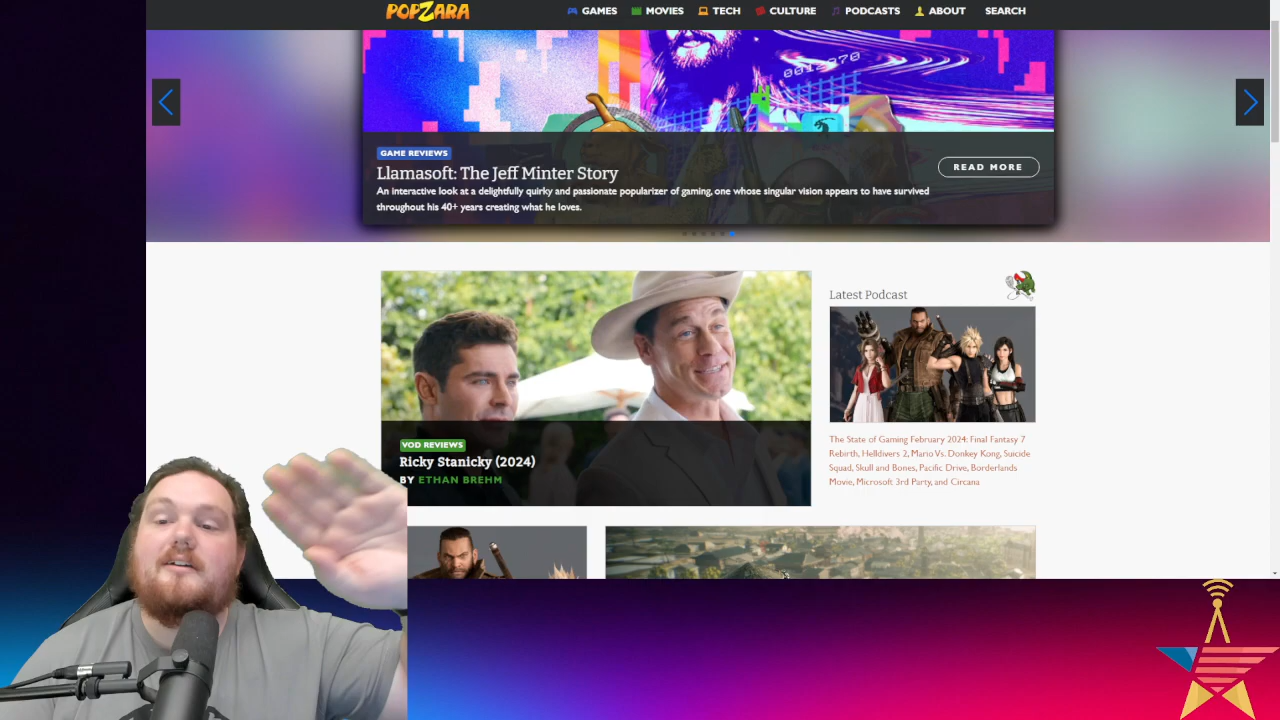 POPZARA
GAMES MOVIES TECH CULTURE PODCASTS ABOUT SEARCH
001,270
GAME REVIEWS
Llamasoft: The Jeff Minter Story
An interactive look at a delightfully quirky and passionate popularizer of gaming, one whose singular vision appears to have survived
throughout his 40+ years creating what he loves.
READ MORE
VOD REVIEWS
Ricky Stanicky (2024)
BY ETHAN BREHM
Latest Podcast
The State of Gaming February 2024: Final Fantasy 7
Rebirth, Helldivers 2, Mario Vs. Donkey Kong, Suicide
Squad, Skull and Bones, Pacific Drive, Borderlands
Movie, Microsoft 3rd Party, and Circana